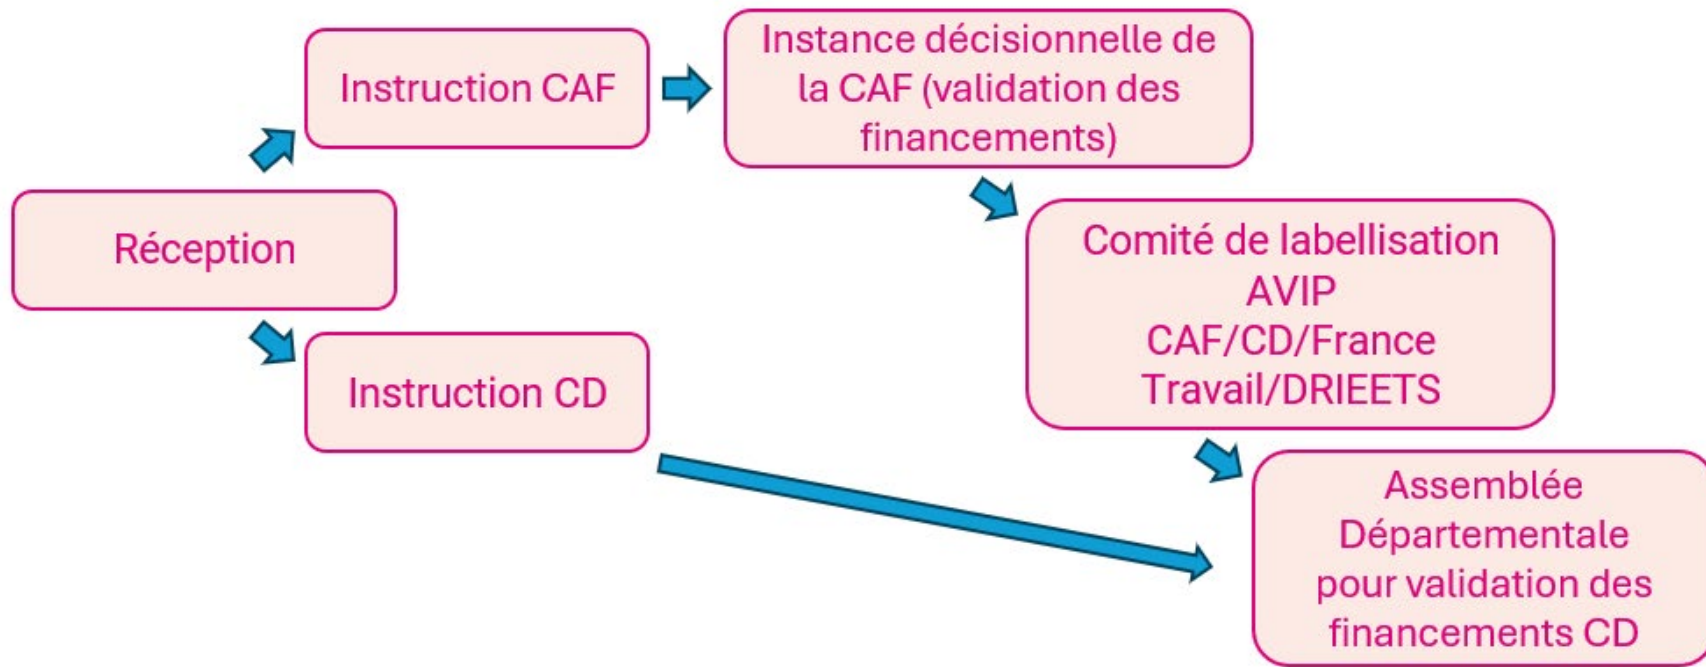 Instruction CAF
Instance décisionnelle de
la CAF (validation des
financements)
Réception
Comité de labellisation
AVIP
CAF/CD/France
Travail/DRIEETS
Instruction CD
Assemblée
Départementale
pour validation des
financements CD